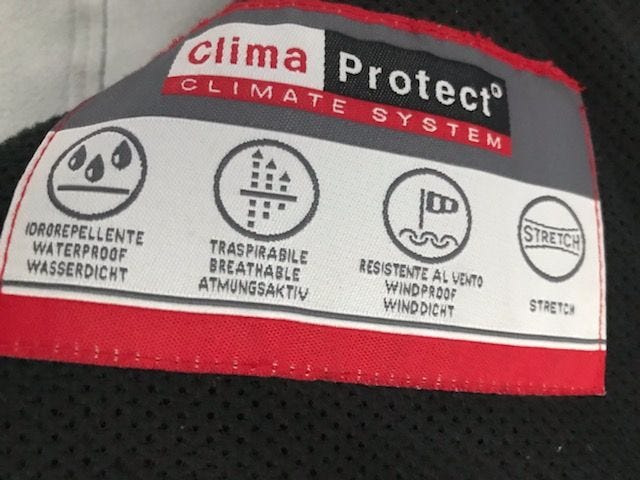 clima Protect®
CLIMATE SYSTEM
IDROREPELLENTE
WATERPROOF
WASSERDICHT
TRASPIRABILE
BREATHABLE
ATMUNGSAKTIV
RESISTENTE AL VENTO
WINDPROOF
WINDDICHT
STRETCH
STRETCH